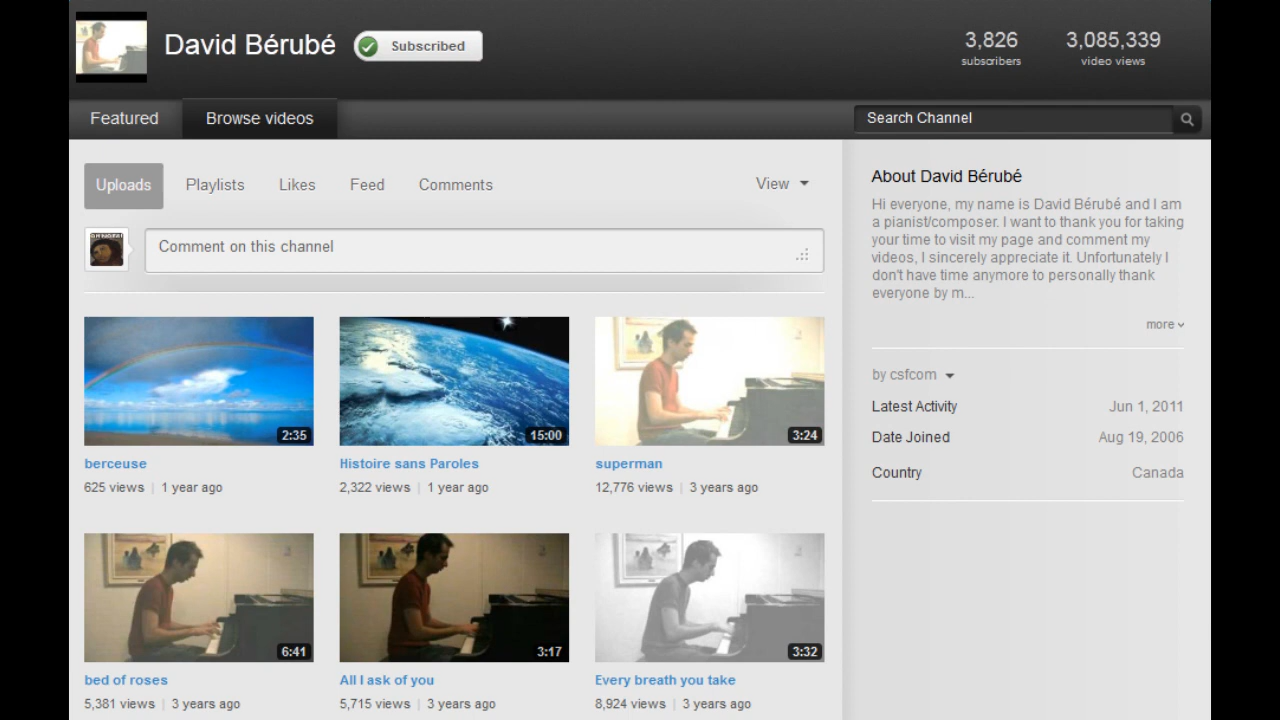 David Bérubé
Subscribed
3,826
subscribers
3,085,339
video views
Featured
Browse videos
Search Channel
Uploads
Playlists
Likes
Feed
Comments
View
Comment on this channel
2:35
berceuse
625 views | 1 year ago
15:00
Histoire sans Paroles
2,322 views | 1 year ago
3:24
superman
12,776 views | 3 years ago
6:41
bed of roses
5,381 views | 3 years ago
3:17
All I ask of you
5,715 views | 3 years ago
3:32
Every breath you take
8,924 views | 3 years ago
About David Bérubé
Hi everyone, my name is David Bérubé and I am
a pianist/composer. I want to thank you for taking
your time to visit my page and comment my
videos, I sincerely appreciate it. Unfortunately I
don't have time anymore to personally thank
everyone by m...
more
by csfcom
Latest Activity Jun 1, 2011
Date Joined Aug 19, 2006
Country Canada